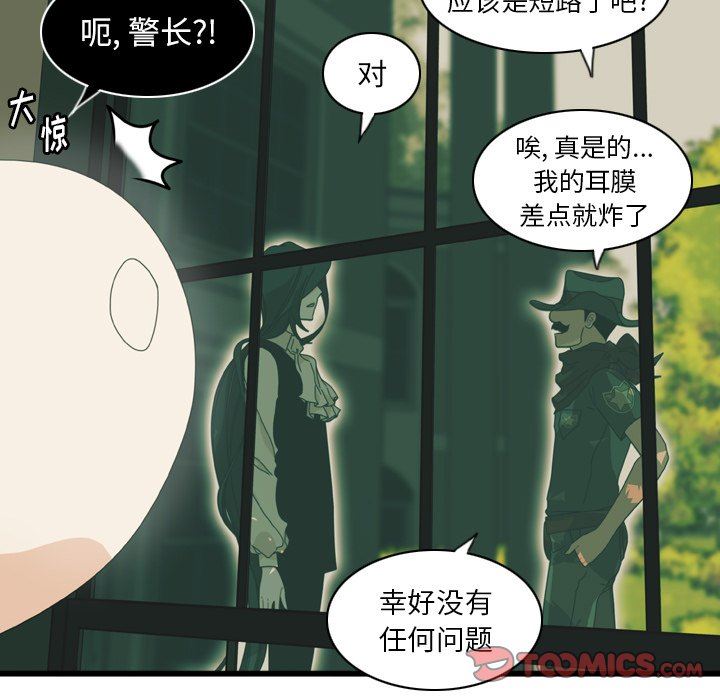 应该是短路了吧?
呃, 警长?!
对
大惊
唉, 真是的...
我的耳膜
差点就炸了
幸好没有
任何问题
TOOMICS.COM